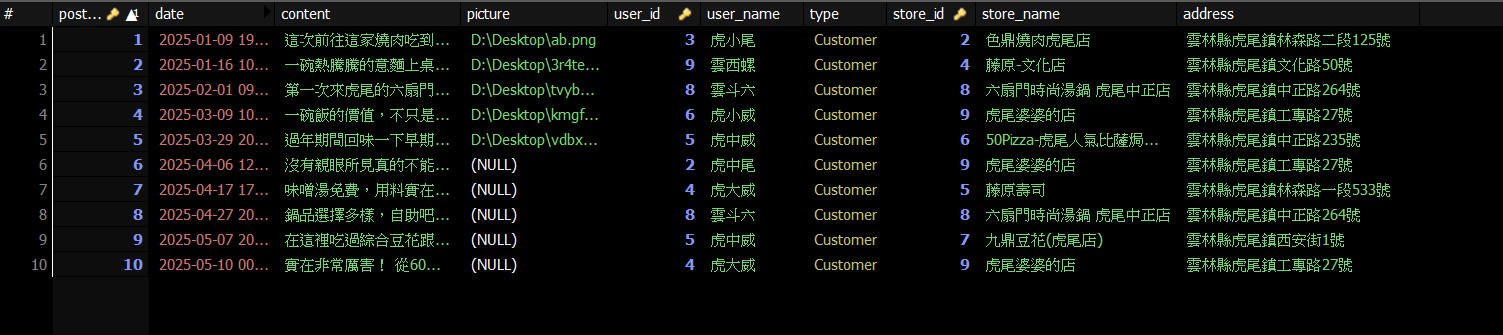 # post... 1 date content picture user_id user_name type store_id store_name address
1 1 2025-01-09 19... 這次前往這家燒肉吃到... D:\Desktop\ab.png 3 虎小尾 Customer 2 色鼎燒肉虎尾店 雲林縣虎尾鎮林森路二段125號
2 2 2025-01-16 10... 一碗熱騰騰的意麵上桌... D:\Desktop\3r4te... 9 雲西螺 Customer 4 藤原-文化店 雲林縣虎尾鎮文化路50號
3 3 2025-02-01 09... 第一次來虎尾的六扇門... D:\Desktop\tvyb... 8 雲斗六 Customer 8 六扇門時尚湯鍋 虎尾中正店 雲林縣虎尾鎮中正路264號
4 4 2025-03-09 10... 一碗飯的價值，不只是... D:\Desktop\kmgf... 6 虎小威 Customer 9 虎尾婆婆的店 雲林縣虎尾鎮工專路27號
5 5 2025-03-29 20... 過年期間回味一下早期... D:\Desktop\vdbx... 5 虎中威 Customer 6 50Pizza-虎尾人氣比薩焗... 雲林縣虎尾鎮中正路235號
6 6 2025-04-06 12... 沒有親眼所見真的不能... (NULL) 2 虎中尾 Customer 9 虎尾婆婆的店 雲林縣虎尾鎮工專路27號
7 7 2025-04-17 17... 味噌湯免費，用料實在... (NULL) 4 虎大威 Customer 5 藤原壽司 雲林縣虎尾鎮林森路一段533號
8 8 2025-04-27 20... 鍋品選擇多樣，自助吧... (NULL) 8 雲斗六 Customer 8 六扇門時尚湯鍋 虎尾中正店 雲林縣虎尾鎮中正路264號
9 9 2025-05-07 20... 在這裡吃過綜合豆花跟... (NULL) 5 虎中威 Customer 7 九鼎豆花(虎尾店) 雲林縣虎尾鎮西安街1號
10 10 2025-05-10 00... 實在非常厲害！ 從60... (NULL) 4 虎大威 Customer 9 虎尾婆婆的店 雲林縣虎尾鎮工專路27號